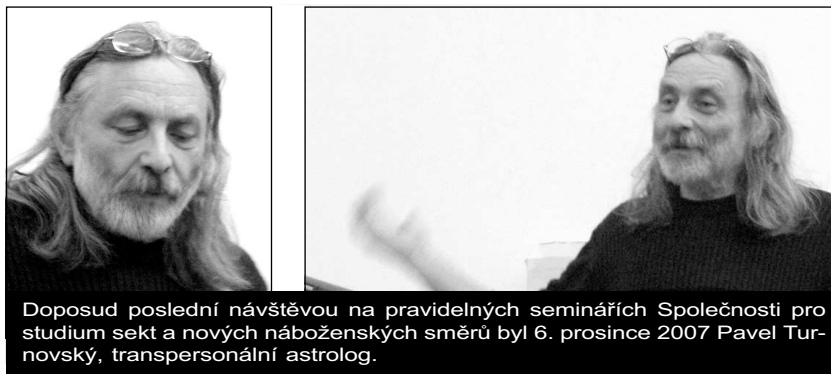 Doposud poslední návštěvou na pravidelných seminářích Společnosti pro
studium sekt a nových náboženských směrů byl 6. prosince 2007 Pavel Tur-
novský, transpersonální astrolog.